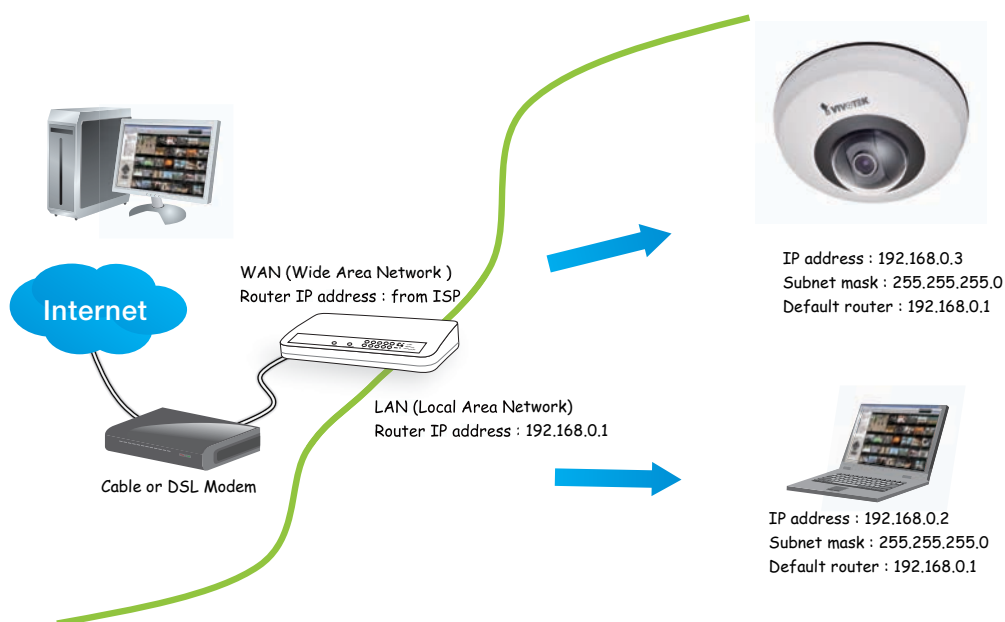 VIVOTEK
WAN (Wide Area Network )
Router IP address : from ISP
Internet
IP address : 192.168.0.3
Subnet mask : 255.255.255.0
Default router : 192.168.0.1
LAN (Local Area Network)
Router IP address : 192.168.0.1
Cable or DSL Modem
IP address : 192.168.0.2
Subnet mask : 255.255.255.0
Default router : 192.168.0.1